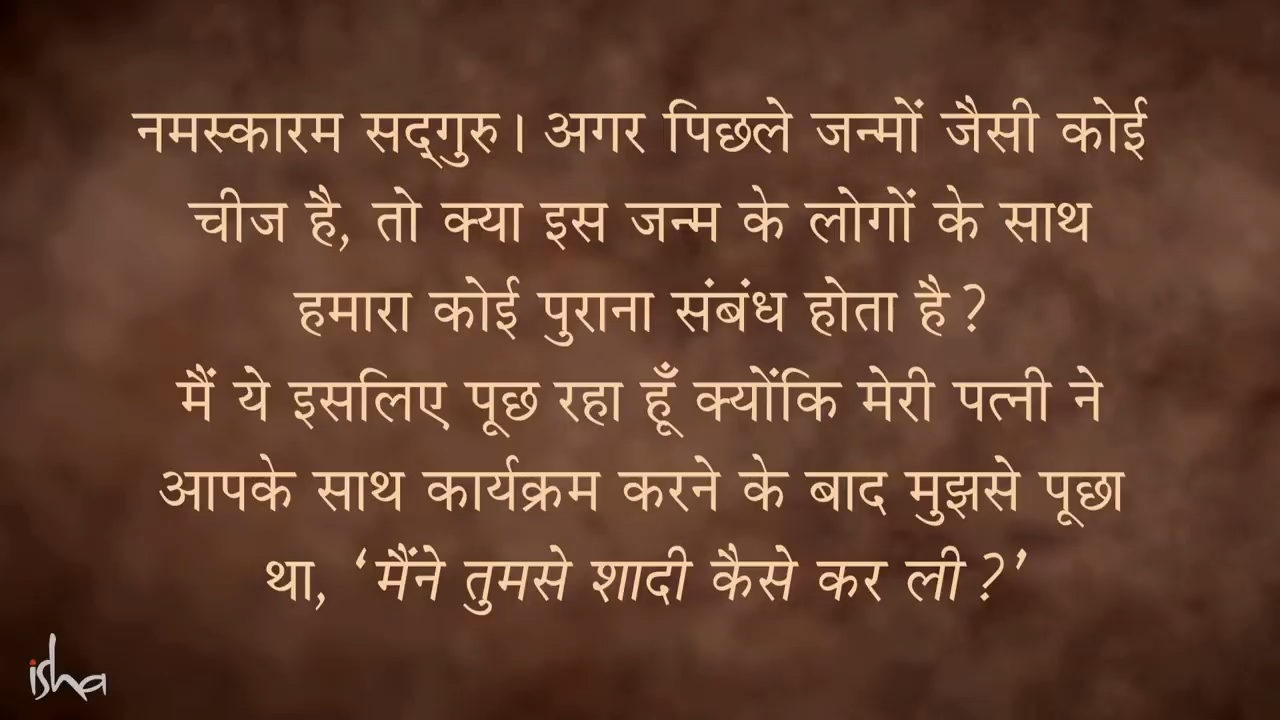 नमस्कारम सद्‌गुरु। अगर पिछले जन्मों जैसी कोई
चीज है, तो क्या इस जन्म के लोगों के साथ
हमारा कोई पुराना संबंध होता है ?
मैं ये इसलिए पूछ रहा हूँ क्योंकि मेरी पत्नी ने
आपके साथ कार्यक्रम करने के बाद मुझसे पूछा
था, ‘मैंने तुमसे शादी कैसे कर ली ?’
isha